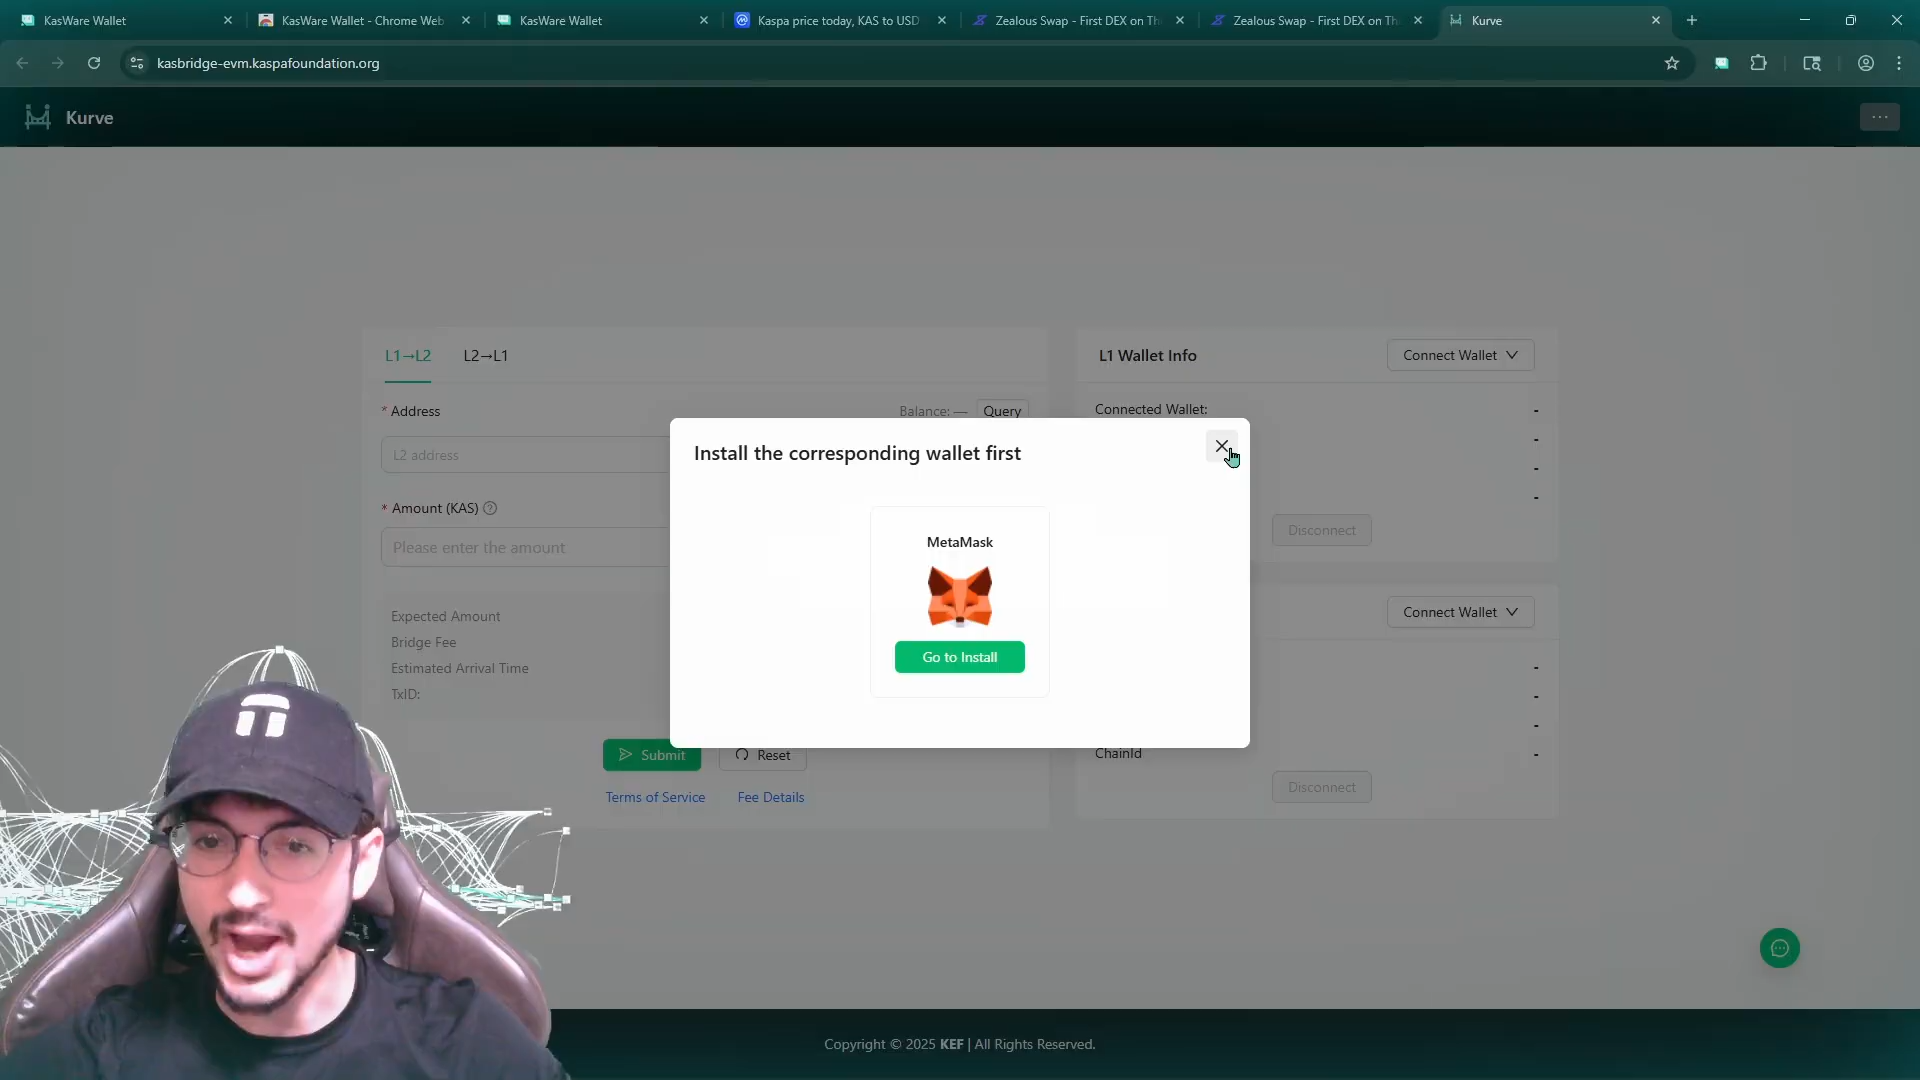 KasWare Wallet
KasWare Wallet - Chrome Web
KasWare Wallet
Kaspa price today, KAS to USD
Zealous Swap - First DEX on Th
Zealous Swap - First DEX on Th
Kurve
kasbridge-evm.kaspafoundation.org
Kurve
L1→L2
L2→L1
* Address
Balance: —
Query
L2 address
* Amount (KAS)
Please enter the amount
Expected Amount
Bridge Fee
Estimated Arrival Time
TxID:
Submit
Reset
Terms of Service
Fee Details
Install the corresponding wallet first
MetaMask
Go to Install
L1 Wallet Info
Connect Wallet
Connected Wallet:
-
-
-
-
Disconnect
Connect Wallet
-
-
-
ChainId
-
Disconnect
Copyright © 2025 KEF | All Rights Reserved.